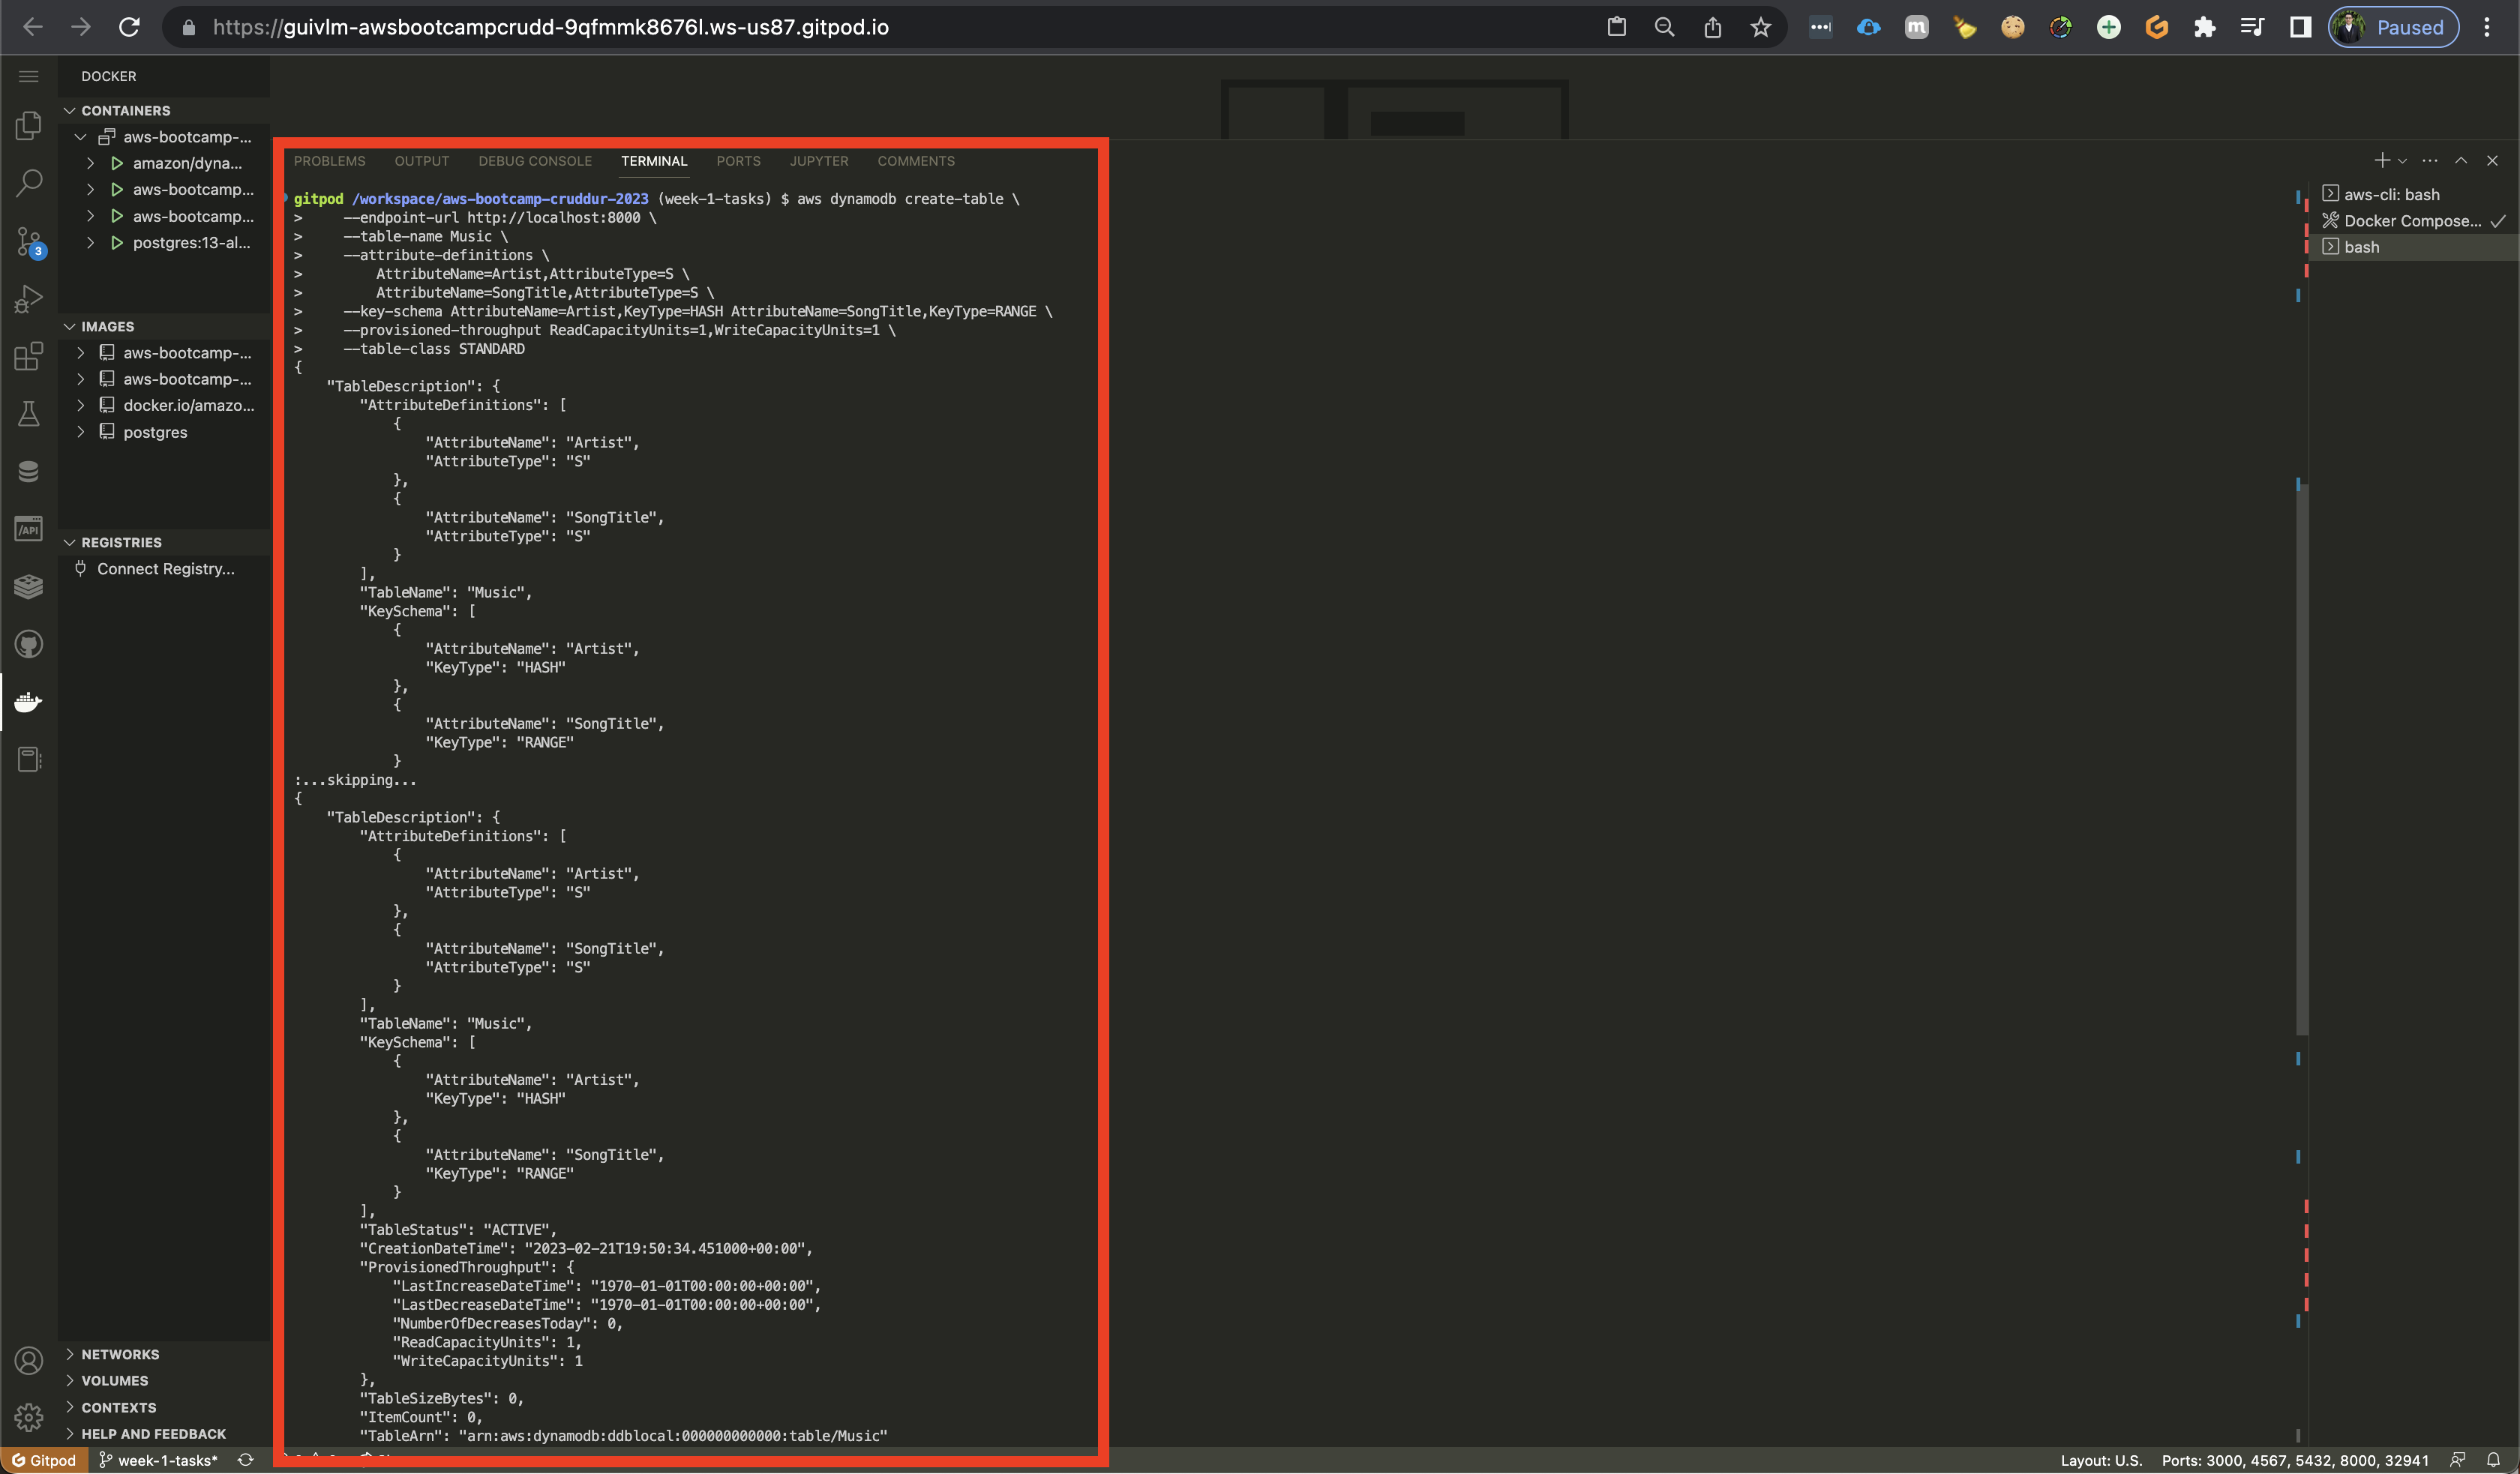 https://guivlm-awsbootcampcrudd-9qfmmk8676l.ws-us87.gitpod.io
Paused
DOCKER
CONTAINERS
aws-bootcamp-...
amazon/dyna...
aws-bootcamp...
aws-bootcamp...
postgres:13-al...
IMAGES
aws-bootcamp-...
aws-bootcamp-...
docker.io/amazo...
postgres
REGISTRIES
Connect Registry...
NETWORKS
VOLUMES
CONTEXTS
HELP AND FEEDBACK
3
/API
PROBLEMS OUTPUT DEBUG CONSOLE TERMINAL PORTS JUPYTER COMMENTS
gitpod /workspace/aws-bootcamp-cruddur-2023 (week-1-tasks) $ aws dynamodb create-table \
>     --endpoint-url http://localhost:8000 \
>     --table-name Music \
>     --attribute-definitions \
>         AttributeName=Artist,AttributeType=S \
>         AttributeName=SongTitle,AttributeType=S \
>     --key-schema AttributeName=Artist,KeyType=HASH AttributeName=SongTitle,KeyType=RANGE \
>     --provisioned-throughput ReadCapacityUnits=1,WriteCapacityUnits=1 \
>     --table-class STANDARD
{
    "TableDescription": {
        "AttributeDefinitions": [
            {
                "AttributeName": "Artist",
                "AttributeType": "S"
            },
            {
                "AttributeName": "SongTitle",
                "AttributeType": "S"
            }
        ],
        "TableName": "Music",
        "KeySchema": [
            {
                "AttributeName": "Artist",
                "KeyType": "HASH"
            },
            {
                "AttributeName": "SongTitle",
                "KeyType": "RANGE"
            }
:...skipping...
{
    "TableDescription": {
        "AttributeDefinitions": [
            {
                "AttributeName": "Artist",
                "AttributeType": "S"
            },
            {
                "AttributeName": "SongTitle",
                "AttributeType": "S"
            }
        ],
        "TableName": "Music",
        "KeySchema": [
            {
                "AttributeName": "Artist",
                "KeyType": "HASH"
            },
            {
                "AttributeName": "SongTitle",
                "KeyType": "RANGE"
            }
        ],
        "TableStatus": "ACTIVE",
        "CreationDateTime": "2023-02-21T19:50:34.451000+00:00",
        "ProvisionedThroughput": {
            "LastIncreaseDateTime": "1970-01-01T00:00:00+00:00",
            "LastDecreaseDateTime": "1970-01-01T00:00:00+00:00",
            "NumberOfDecreasesToday": 0,
            "ReadCapacityUnits": 1,
            "WriteCapacityUnits": 1
        },
        "TableSizeBytes": 0,
        "ItemCount": 0,
        "TableArn": "arn:aws:dynamodb:ddblocal:000000000000:table/Music"
aws-cli: bash
Docker Compose...
bash
Gitpod week-1-tasks* Layout: U.S. Ports: 3000, 4567, 5432, 8000, 32941